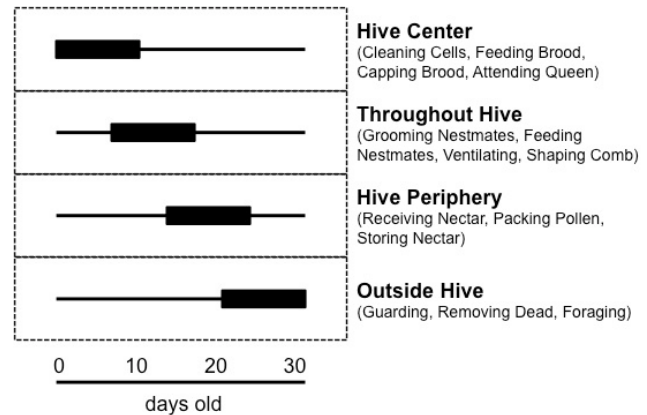 Hive Center
(Cleaning Cells, Feeding Brood,
Capping Brood, Attending Queen)
Throughout Hive
(Grooming Nestmates, Feeding
Nestmates, Ventilating, Shaping Comb)
Hive Periphery
(Receiving Nectar, Packing Pollen,
Storing Nectar)
Outside Hive
(Guarding, Removing Dead, Foraging)
0 10 20 30
days old